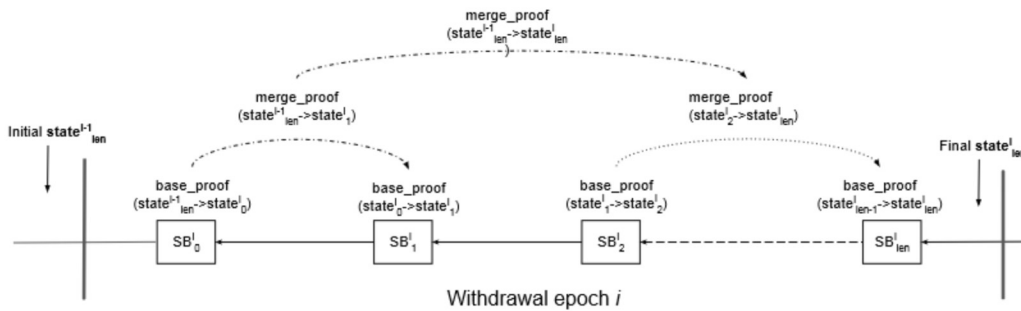 merge_proof
(state^{I-1}_{len}->state^{I}_{len}
)
merge_proof
(state^{I-1}_{len}->state^{I}_{1})
merge_proof
(state^{I}_{2}->state^{I}_{len})
Initial state^{I-1}_{len}
Final state^{I}_{len}
base_proof
(state^{I-1}_{len}->state^{I}_{0})
base_proof
(state^{I}_{0}->state^{I}_{1})
base_proof
(state^{I}_{1}->state^{I}_{2})
base_proof
(state^{I}_{len-1}->state^{I}_{len})
SB^{I}_{0}
SB^{I}_{1}
SB^{I}_{2}
SB^{I}_{len}
Withdrawal epoch i